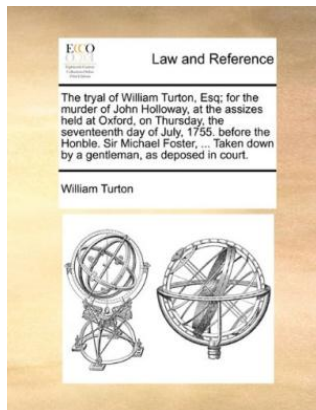 ECCO
Law and Reference
The tryal of William Turton, Esq; for the
murder of John Holloway, at the assizes
held at Oxford, on Thursday, the
seventeenth day of July, 1755. before the
Honble. Sir Michael Foster, ... Taken down
by a gentleman, as deposed in court.
William Turton